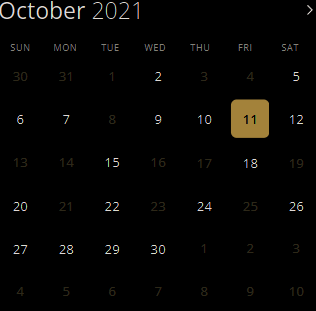 October 2021
SUN MON TUE WED THU FRI SAT
30 31 1 2 3 4 5
6 7 8 9 10 11 12
13 14 15 16 17 18 19
20 21 22 23 24 25 26
27 28 29 30 1 2 3
4 5 6 7 8 9 10